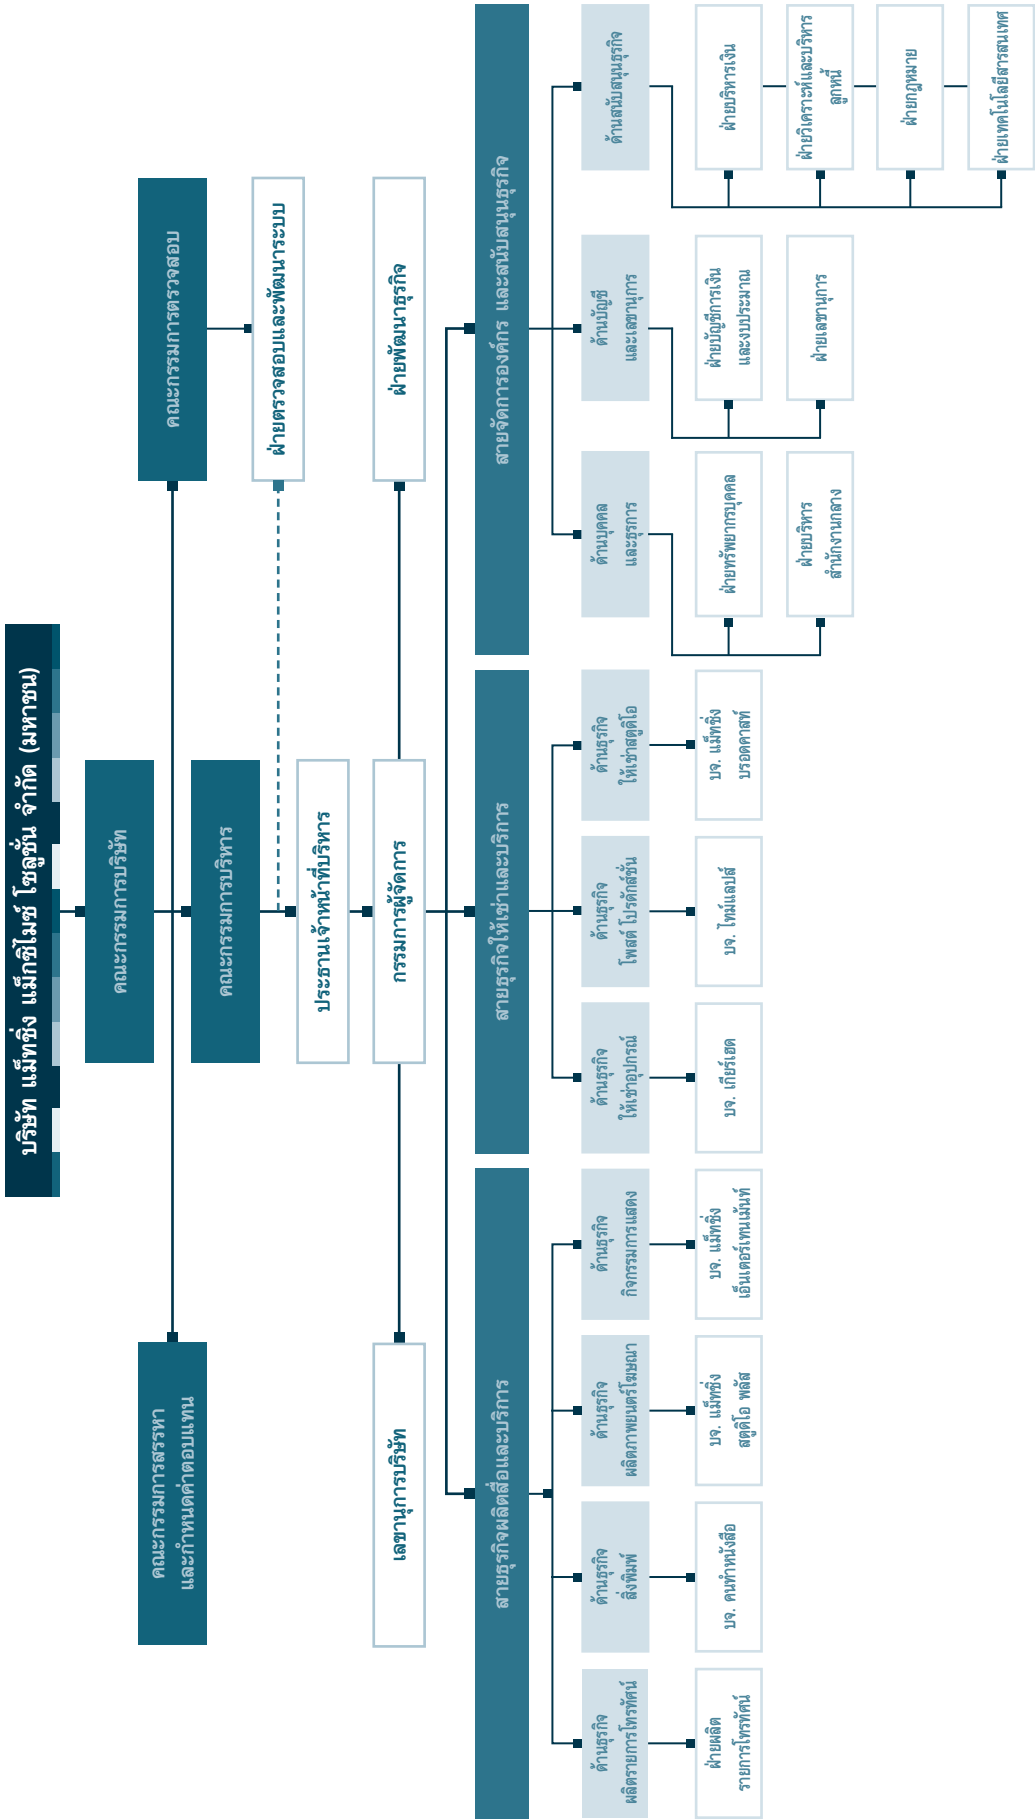 บริษัท แม็ทชิ่ง แม็กซิไมซ์ โซลูชั่น จำกัด (มหาชน)
คณะกรรมการบริษัท
คณะกรรมการสรรหา
และกำหนดค่าตอบแทน
คณะกรรมการตรวจสอบ
คณะกรรมการบริหาร
ฝ่ายตรวจสอบและพัฒนาระบบ
ประธานเจ้าหน้าที่บริหาร
เลขานุการบริษัท
กรรมการผู้จัดการ
ฝ่ายพัฒนาธุรกิจ
สายธุรกิจผลิตสื่อและบริการ
สายธุรกิจให้เช่าและบริการ
สายจัดการองค์กร และสนับสนุนธุรกิจ
ด้านธุรกิจ
ผลิตรายการโทรทัศน์
ด้านธุรกิจ
สิ่งพิมพ์
ด้านธุรกิจ
ผลิตภาพยนตร์โฆษณา
ด้านธุรกิจ
กิจกรรมการแสดง
ด้านธุรกิจ
ให้เช่าอุปกรณ์
ด้านธุรกิจ
โพสต์ โปรดักส์ชั่น
ด้านธุรกิจ
ให้เช่าสตูดิโอ
ด้านบุคคล
และธุรการ
ด้านบัญชี
และเลขานุการ
ด้านสนับสนุนธุรกิจ
ฝ่ายผลิต
รายการโทรทัศน์
บจ. คนทำหนังสือ
บจ. แม็ทชิ่ง
สตูดิโอ พลัส
บจ. แม็ทชิ่ง
เอ็นเตอร์เทนเม้นท์
บจ. เกียร์เฮด
บจ. ไทม์แลปส์
บจ. แม็ทชิ่ง
บรอดคาสท์
ฝ่ายทรัพยากรบุคคล
ฝ่ายบริหาร
สำนักงานกลาง
ฝ่ายบัญชีการเงิน
และงบประมาณ
ฝ่ายเลขานุการ
ฝ่ายบริหารเงิน
ฝ่ายวิเคราะห์และบริหาร
ลูกหนี้
ฝ่ายกฎหมาย
ฝ่ายเทคโนโลยีสารสนเทศ